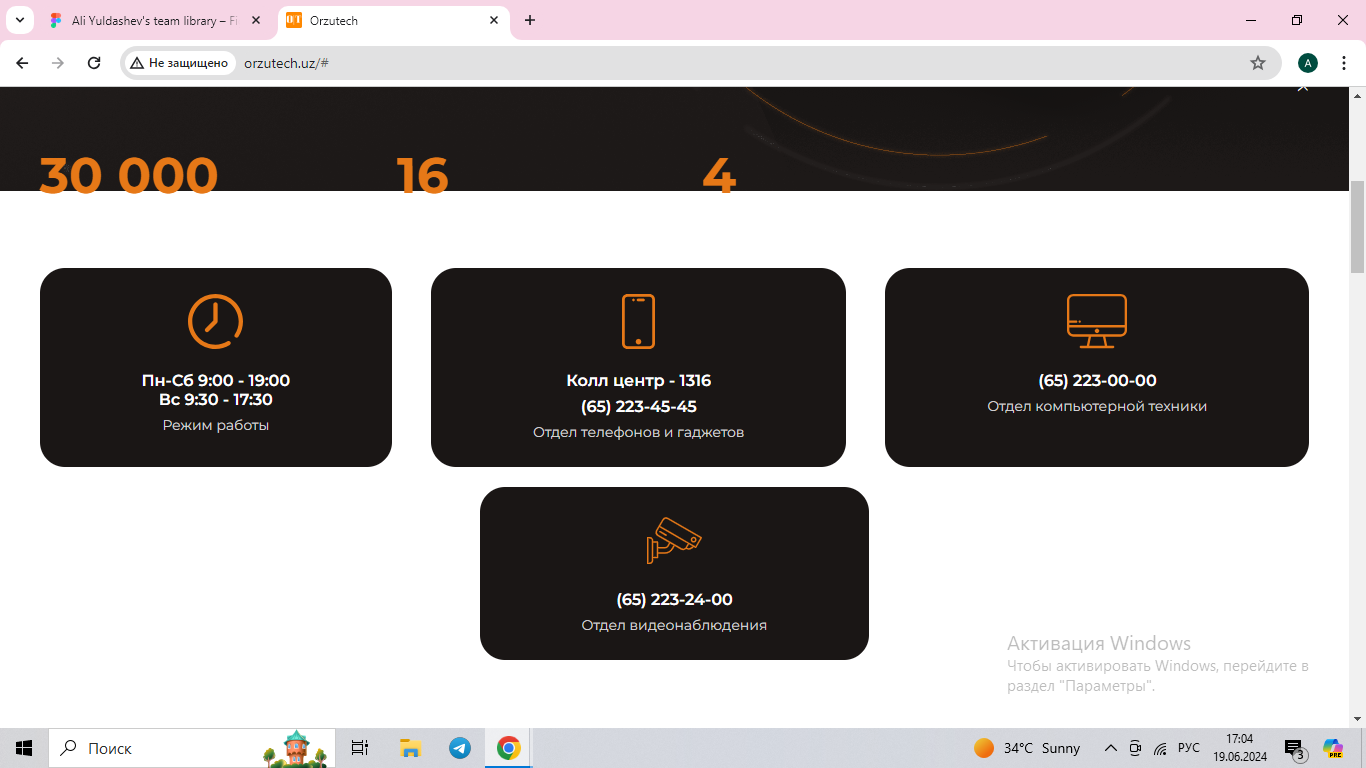 Ali Yuldashev's team library – Fi
Orzutech
Не защищено
orzutech.uz/#
A
30 000
16
4
Пн-Сб 9:00 - 19:00
Вс 9:30 - 17:30
Режим работы
Колл центр - 1316
(65) 223-45-45
Отдел телефонов и гаджетов
(65) 223-00-00
Отдел компьютерной техники
(65) 223-24-00
Отдел видеонаблюдения
Активация Windows
Чтобы активировать Windows, перейдите в
раздел "Параметры".
Поиск
34°C Sunny
РУС
17:04
19.06.2024
3
PRE